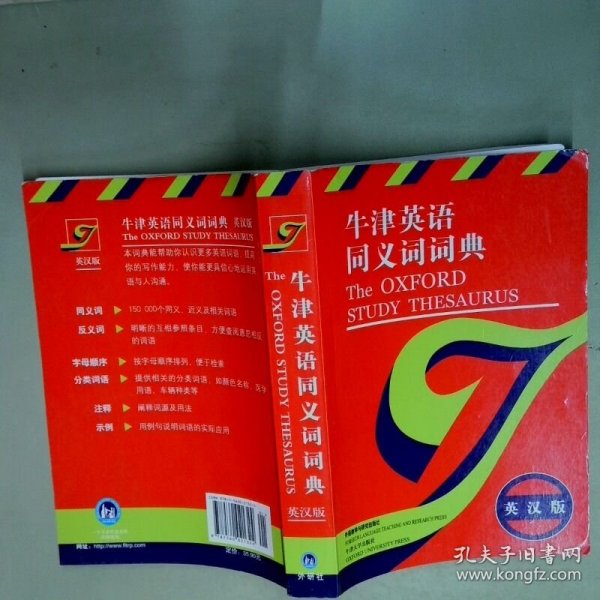 牛津英语同义词词典 英汉版
The OXFORD STUDY THESAURUS
英汉版
本词典能帮助你认识更多英语词语，提高
你的写作能力，使你能更具信心地运用英
语与人沟通。
同义词 ▶ 150 000个同义、近义及相关词语
反义词 ▶ 明晰的互相参照条目，方便查阅意思相反
的词语
字母顺序 ▶ 按字母顺序排列，便于检索
分类词语 ▶ 提供相关的分类词语，如颜色名称、医学
用语、车辆种类等
注释 ▶ 阐释词源及用法
示例 ▶ 用例句说明词语的实际应用
网址：http://www.fltrp.com
定价：
The OXFORD STUDY THESAURUS
牛津英语同义词词典
英汉版
外研社
牛津英语
同义词词典
The OXFORD
STUDY THESAURUS
英汉版
外语教学与研究出版社
FOREIGN LANGUAGE TEACHING AND RESEARCH PRESS
牛津大学出版社
OXFORD UNIVERSITY PRESS
孔夫子旧书网
www.kongfz.com